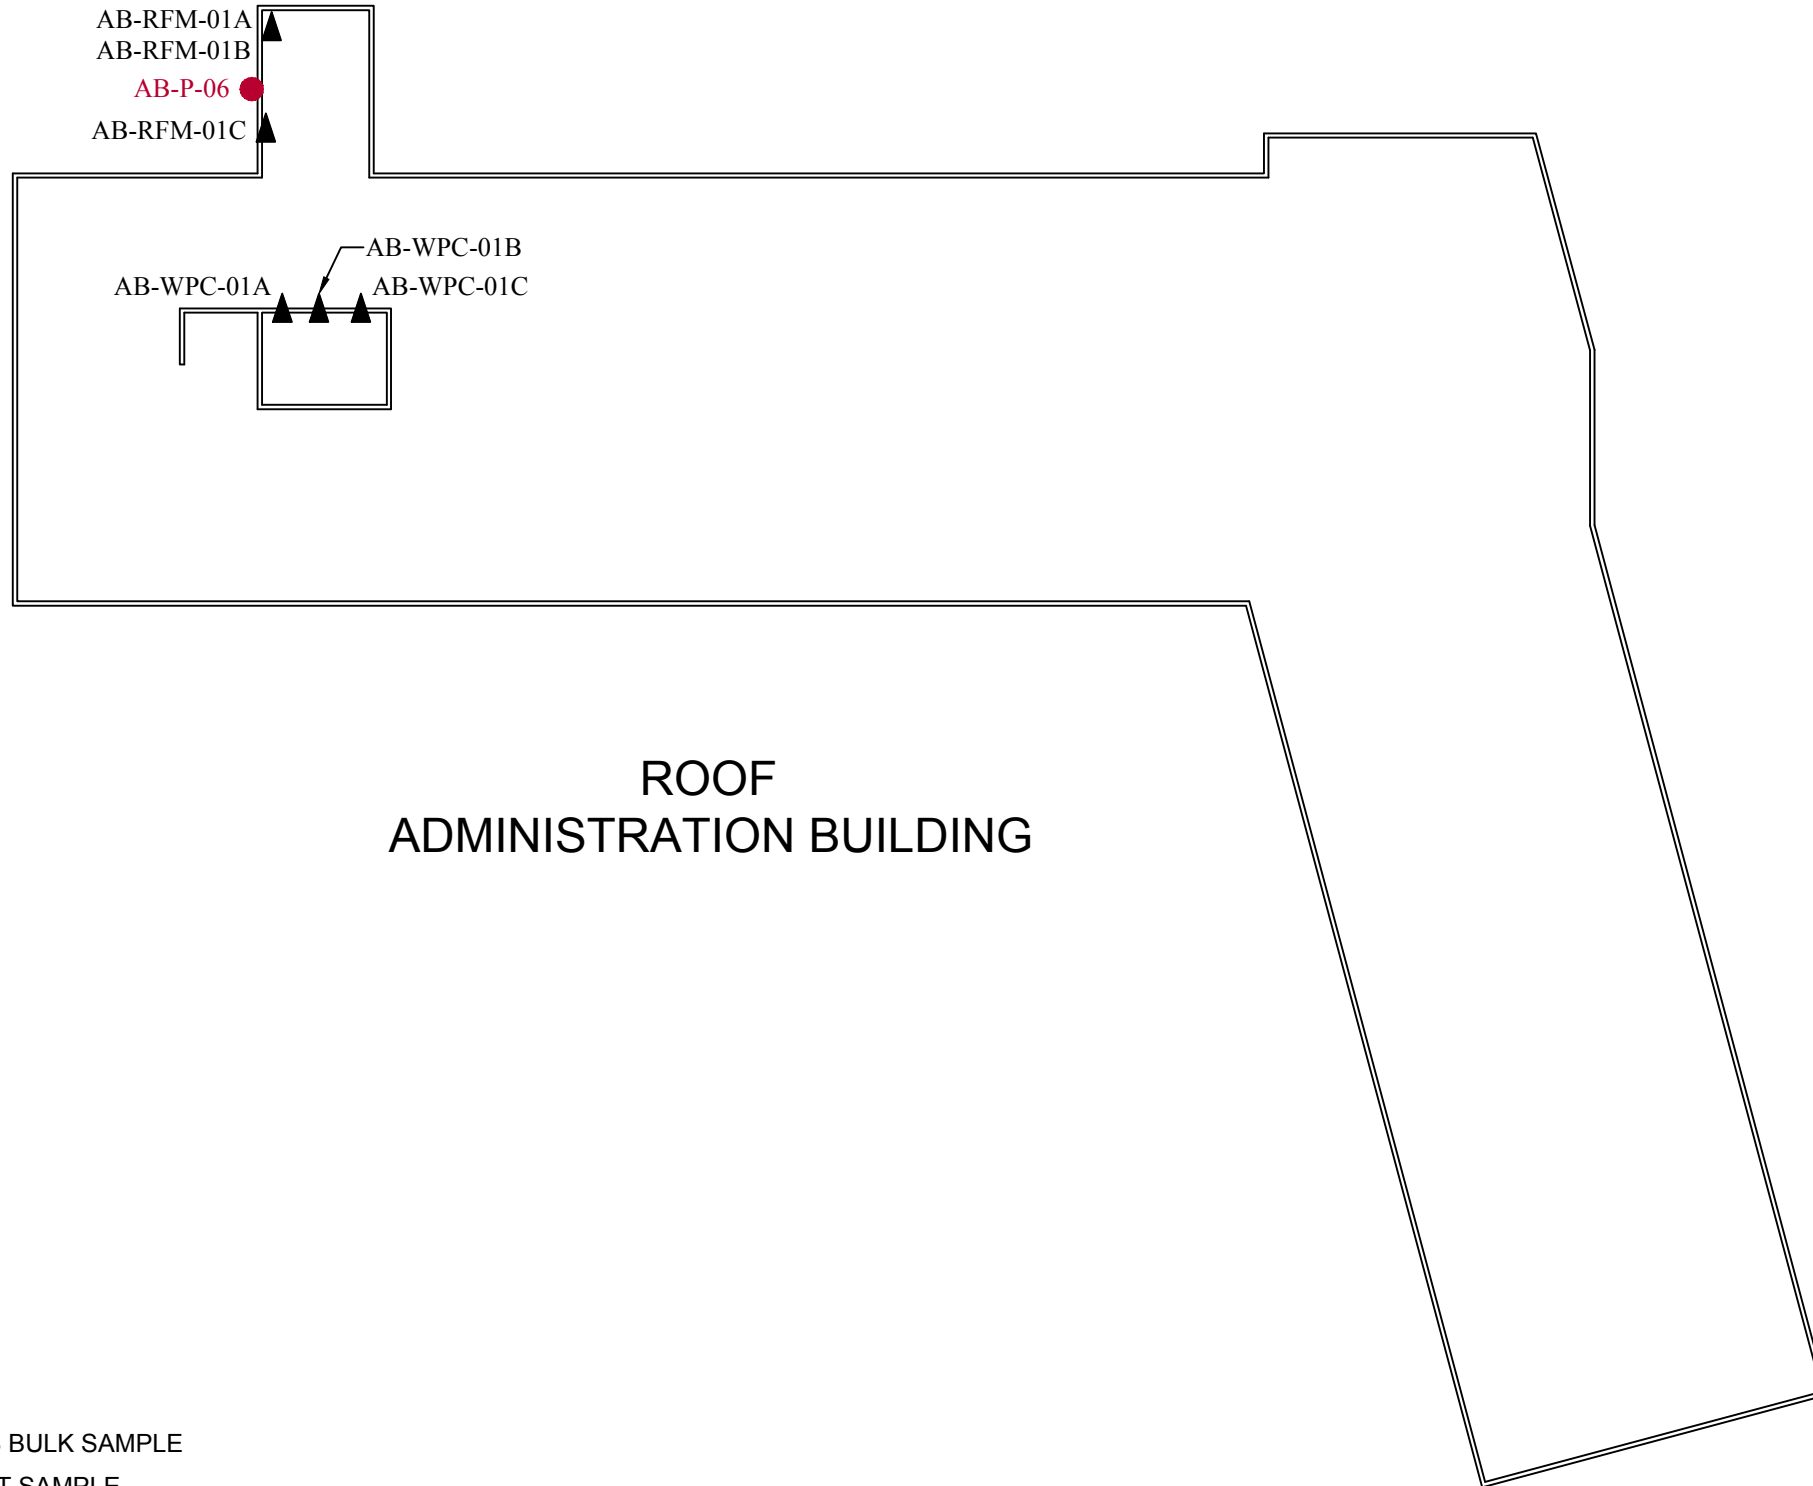 AB-RFM-01A
AB-RFM-01B
AB-P-06
AB-RFM-01C
AB-WPC-01B
AB-WPC-01A
AB-WPC-01C
ROOF
ADMINISTRATION BUILDING
BULK SAMPLE
SAMPLE